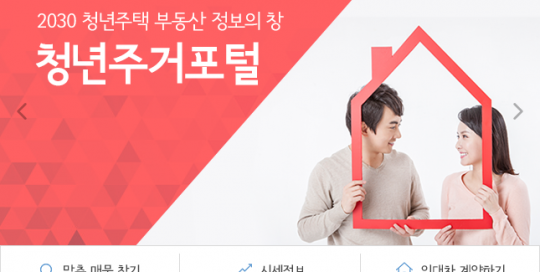 2030 청년주택 부동산 정보의 창
청년주거포털
맞춤 매물 찾기
시세정보
임대차 계약하기